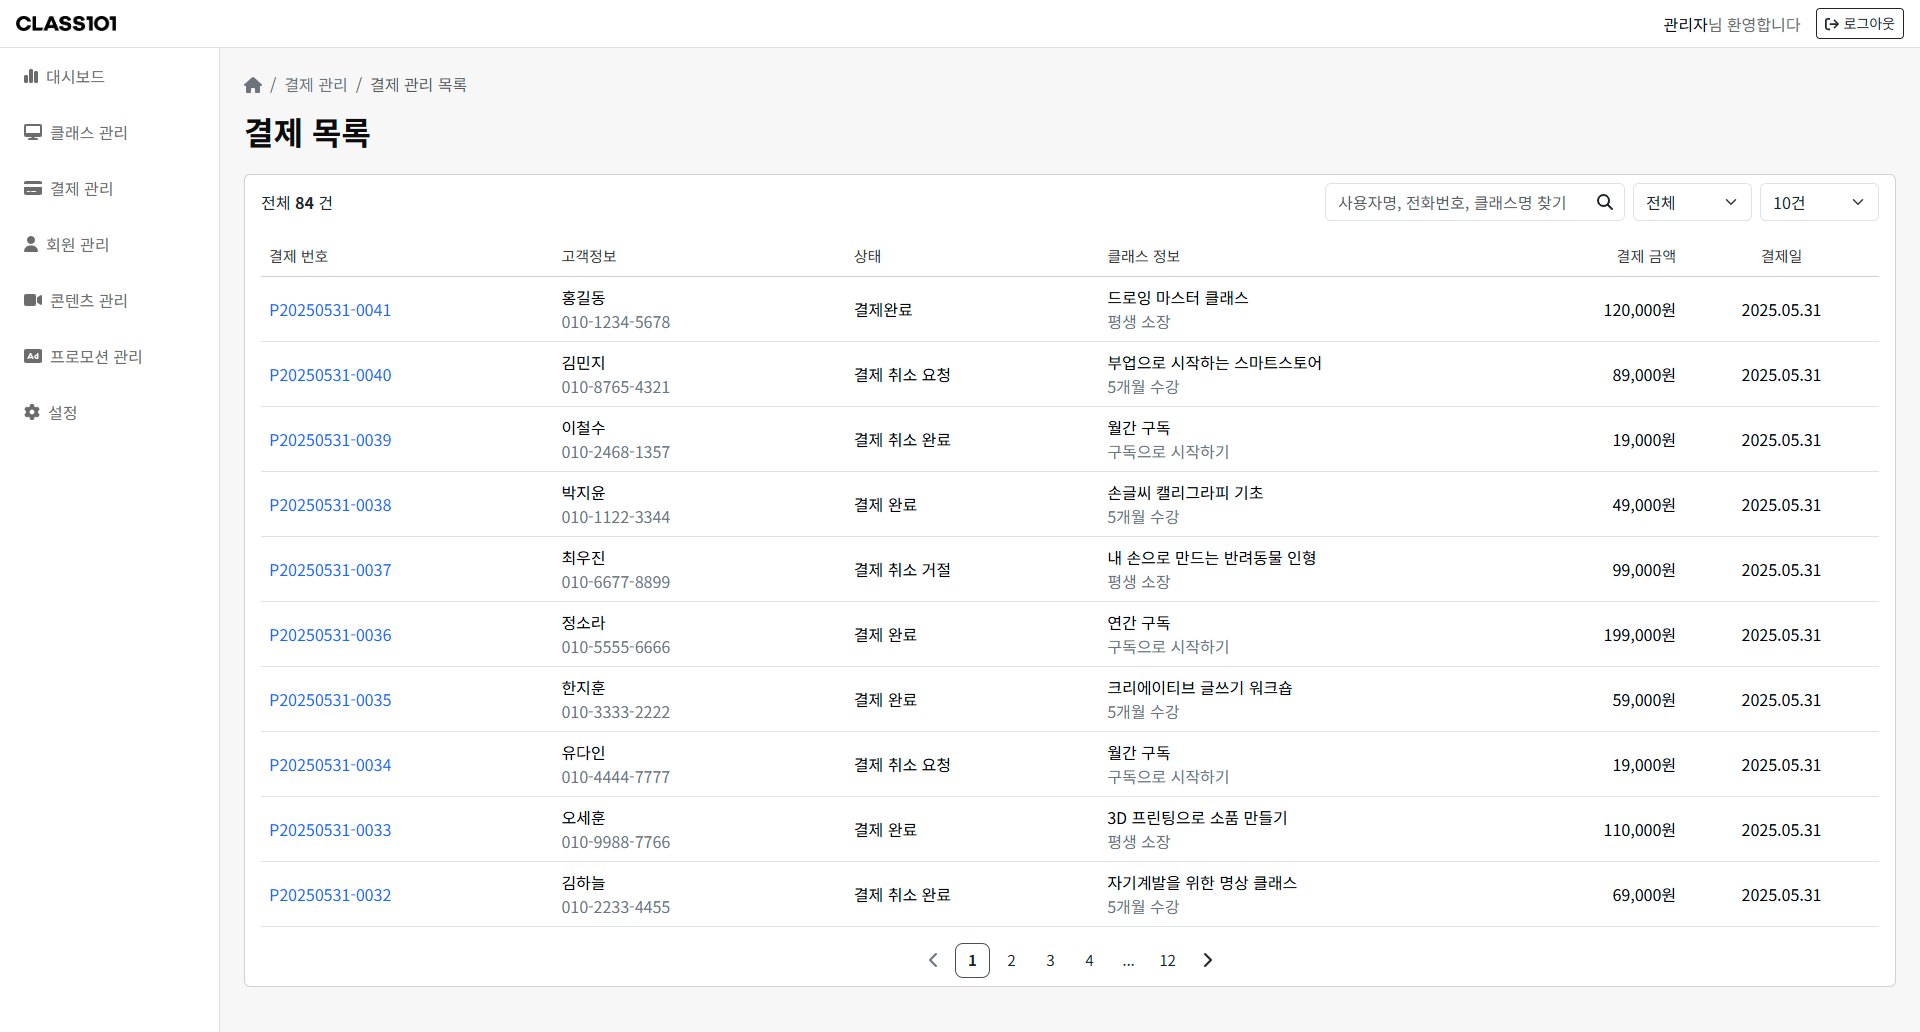 CLASS101
관리자님 환영합니다
로그아웃
대시보드
클래스 관리
결제 관리
회원 관리
콘텐츠 관리
Ad 프로모션 관리
설정
/ 결제 관리 / 결제 관리 목록
결제 목록
전체 84 건
사용자명, 전화번호, 클래스명 찾기
전체
10건
결제 번호 고객정보 상태 클래스 정보 결제 금액 결제일
P20250531-0041 홍길동 결제완료 드로잉 마스터 클래스 120,000원 2025.05.31
010-1234-5678 평생 소장
P20250531-0040 김민지 결제 취소 요청 부업으로 시작하는 스마트스토어 89,000원 2025.05.31
010-8765-4321 5개월 수강
P20250531-0039 이철수 결제 취소 완료 월간 구독 19,000원 2025.05.31
010-2468-1357 구독으로 시작하기
P20250531-0038 박지윤 결제 완료 손글씨 캘리그라피 기초 49,000원 2025.05.31
010-1122-3344 5개월 수강
P20250531-0037 최우진 결제 취소 거절 내 손으로 만드는 반려동물 인형 99,000원 2025.05.31
010-6677-8899 평생 소장
P20250531-0036 정소라 결제 완료 연간 구독 199,000원 2025.05.31
010-5555-6666 구독으로 시작하기
P20250531-0035 한지훈 결제 완료 크리에이티브 글쓰기 워크숍 59,000원 2025.05.31
010-3333-2222 5개월 수강
P20250531-0034 유다인 결제 취소 요청 월간 구독 19,000원 2025.05.31
010-4444-7777 구독으로 시작하기
P20250531-0033 오세훈 결제 완료 3D 프린팅으로 소품 만들기 110,000원 2025.05.31
010-9988-7766 평생 소장
P20250531-0032 김하늘 결제 취소 완료 자기계발을 위한 명상 클래스 69,000원 2025.05.31
010-2233-4455 5개월 수강
1 2 3 4 ... 12